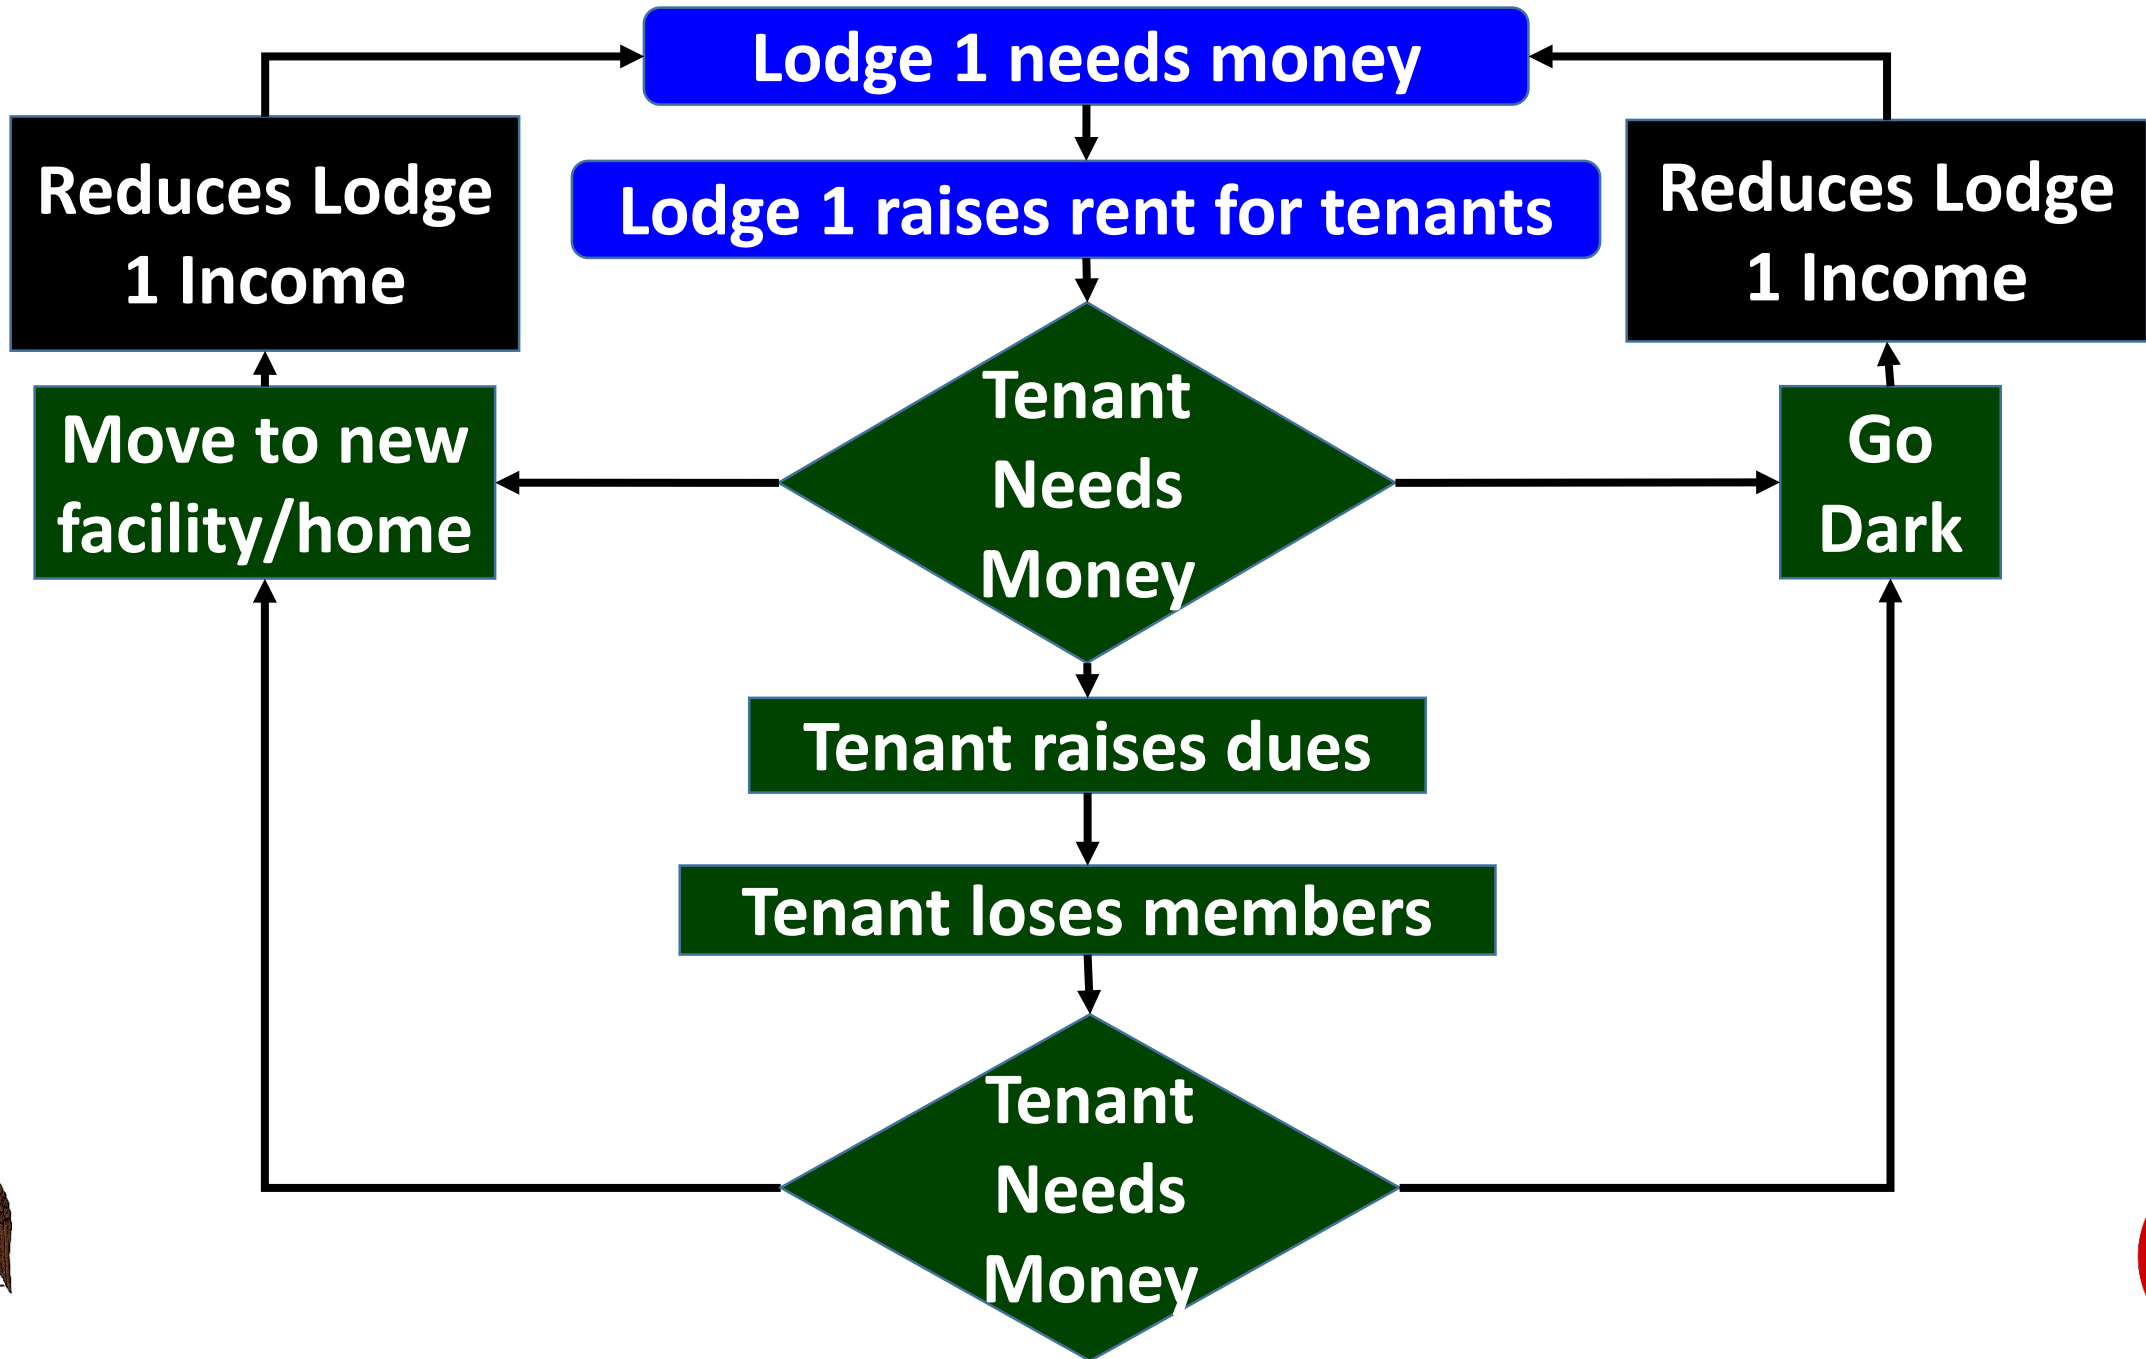 Lodge 1 needs money
Reduces Lodge
1 Income
Lodge 1 raises rent for tenants
Reduces Lodge
1 Income
Tenant
Needs
Money
Move to new
facility/home
Go
Dark
Tenant raises dues
Tenant loses members
Tenant
Needs
Money